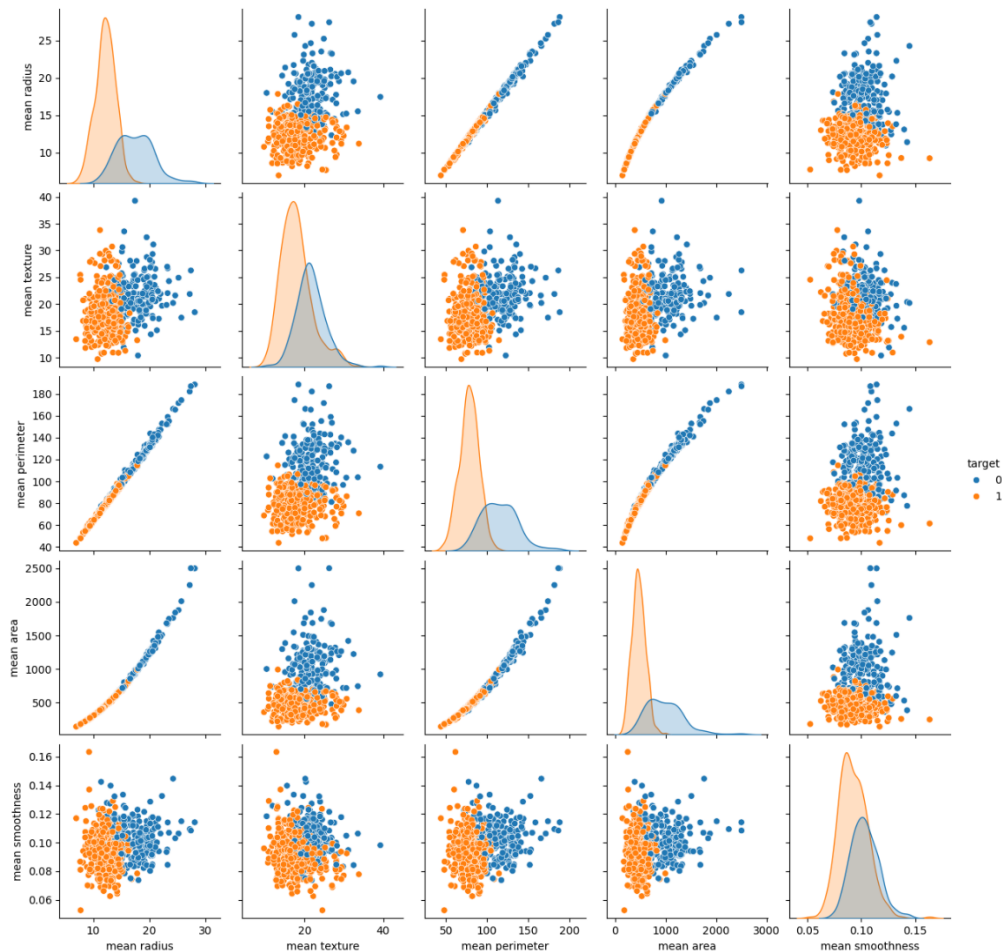 mean radius
25
20
15
10
mean texture
40
35
30
25
20
15
10
mean perimeter
180
160
140
120
100
80
60
40
target
0
1
mean area
2500
2000
1500
1000
500
mean smoothness
0.16
0.14
0.12
0.10
0.08
0.06
10 20 30
20 40
50 100 150 200
0 1000 2000 3000
0.05 0.10 0.15
mean radius
mean texture
mean perimeter
mean area
mean smoothness